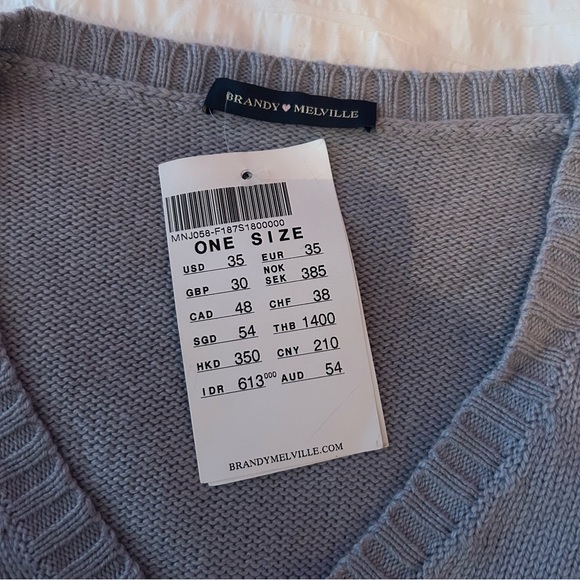 BRANDY MELVILLE
MNJ058-F187S1800000
ONE SIZE
USD 35 EUR 35
GBP 30 NOK SEK 385
CAD 48 CHF 38
SGD 54 THB 1400
HKD 350 CNY 210
IDR 613000 AUD 54
BRANDYMELVILLE.COM